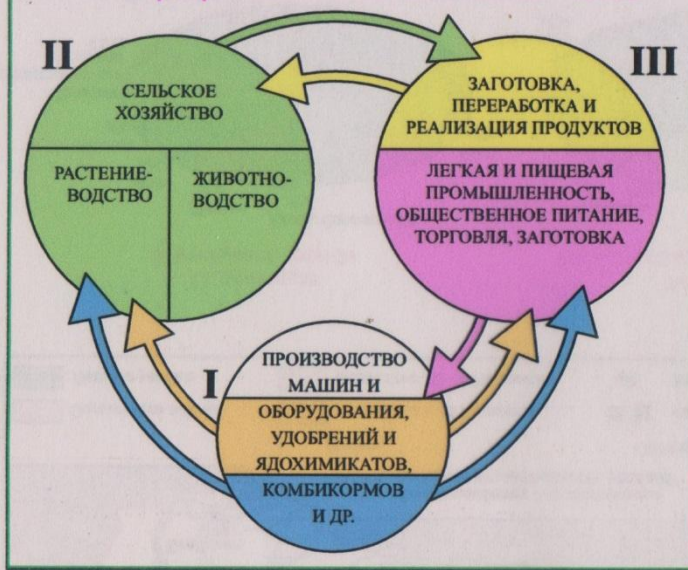 II
СЕЛЬСКОЕ
ХОЗЯЙСТВО
РАСТЕНИЕ-
ВОДСТВО
ЖИВОТНО-
ВОДСТВО
III
ЗАГОТОВКА,
ПЕРЕРАБОТКА И
РЕАЛИЗАЦИЯ ПРОДУКТОВ
ЛЕГКАЯ И ПИЩЕВАЯ
ПРОМЫШЛЕННОСТЬ,
ОБЩЕСТВЕННОЕ ПИТАНИЕ,
ТОРГОВЛЯ, ЗАГОТОВКА
I
ПРОИЗВОДСТВО
МАШИН И
ОБОРУДОВАНИЯ,
УДОБРЕНИЙ И
ЯДОХИМИКАТОВ,
КОМБИКОРМОВ
И ДР.